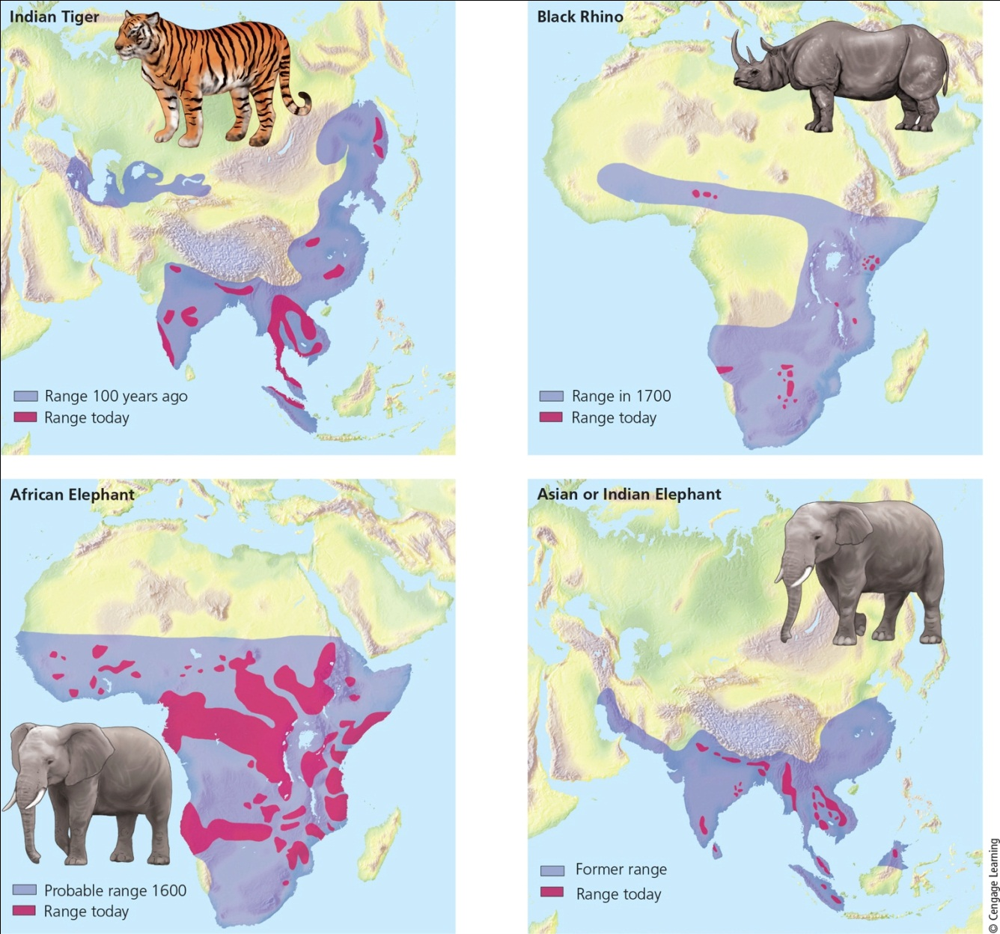 Indian Tiger
Range 100 years ago
Range today
Black Rhino
Range in 1700
Range today
African Elephant
Probable range 1600
Range today
Asian or Indian Elephant
Former range
Range today
© Cengage Learning